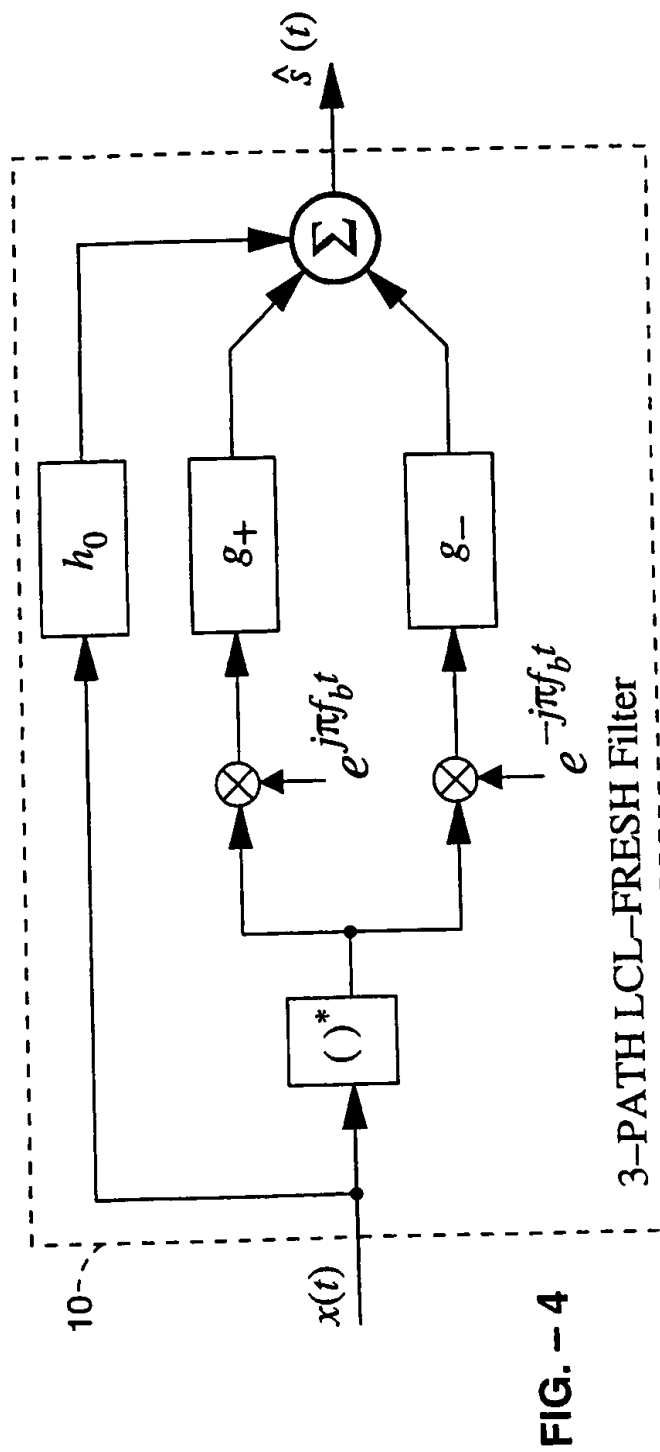 10
x(t)
( )*
h₀
g₊
g₋
e^{jπf_b t}
e^{-jπf_b t}
Σ
ŝ (t)
3–PATH LCL–FRESH Filter
FIG. – 4